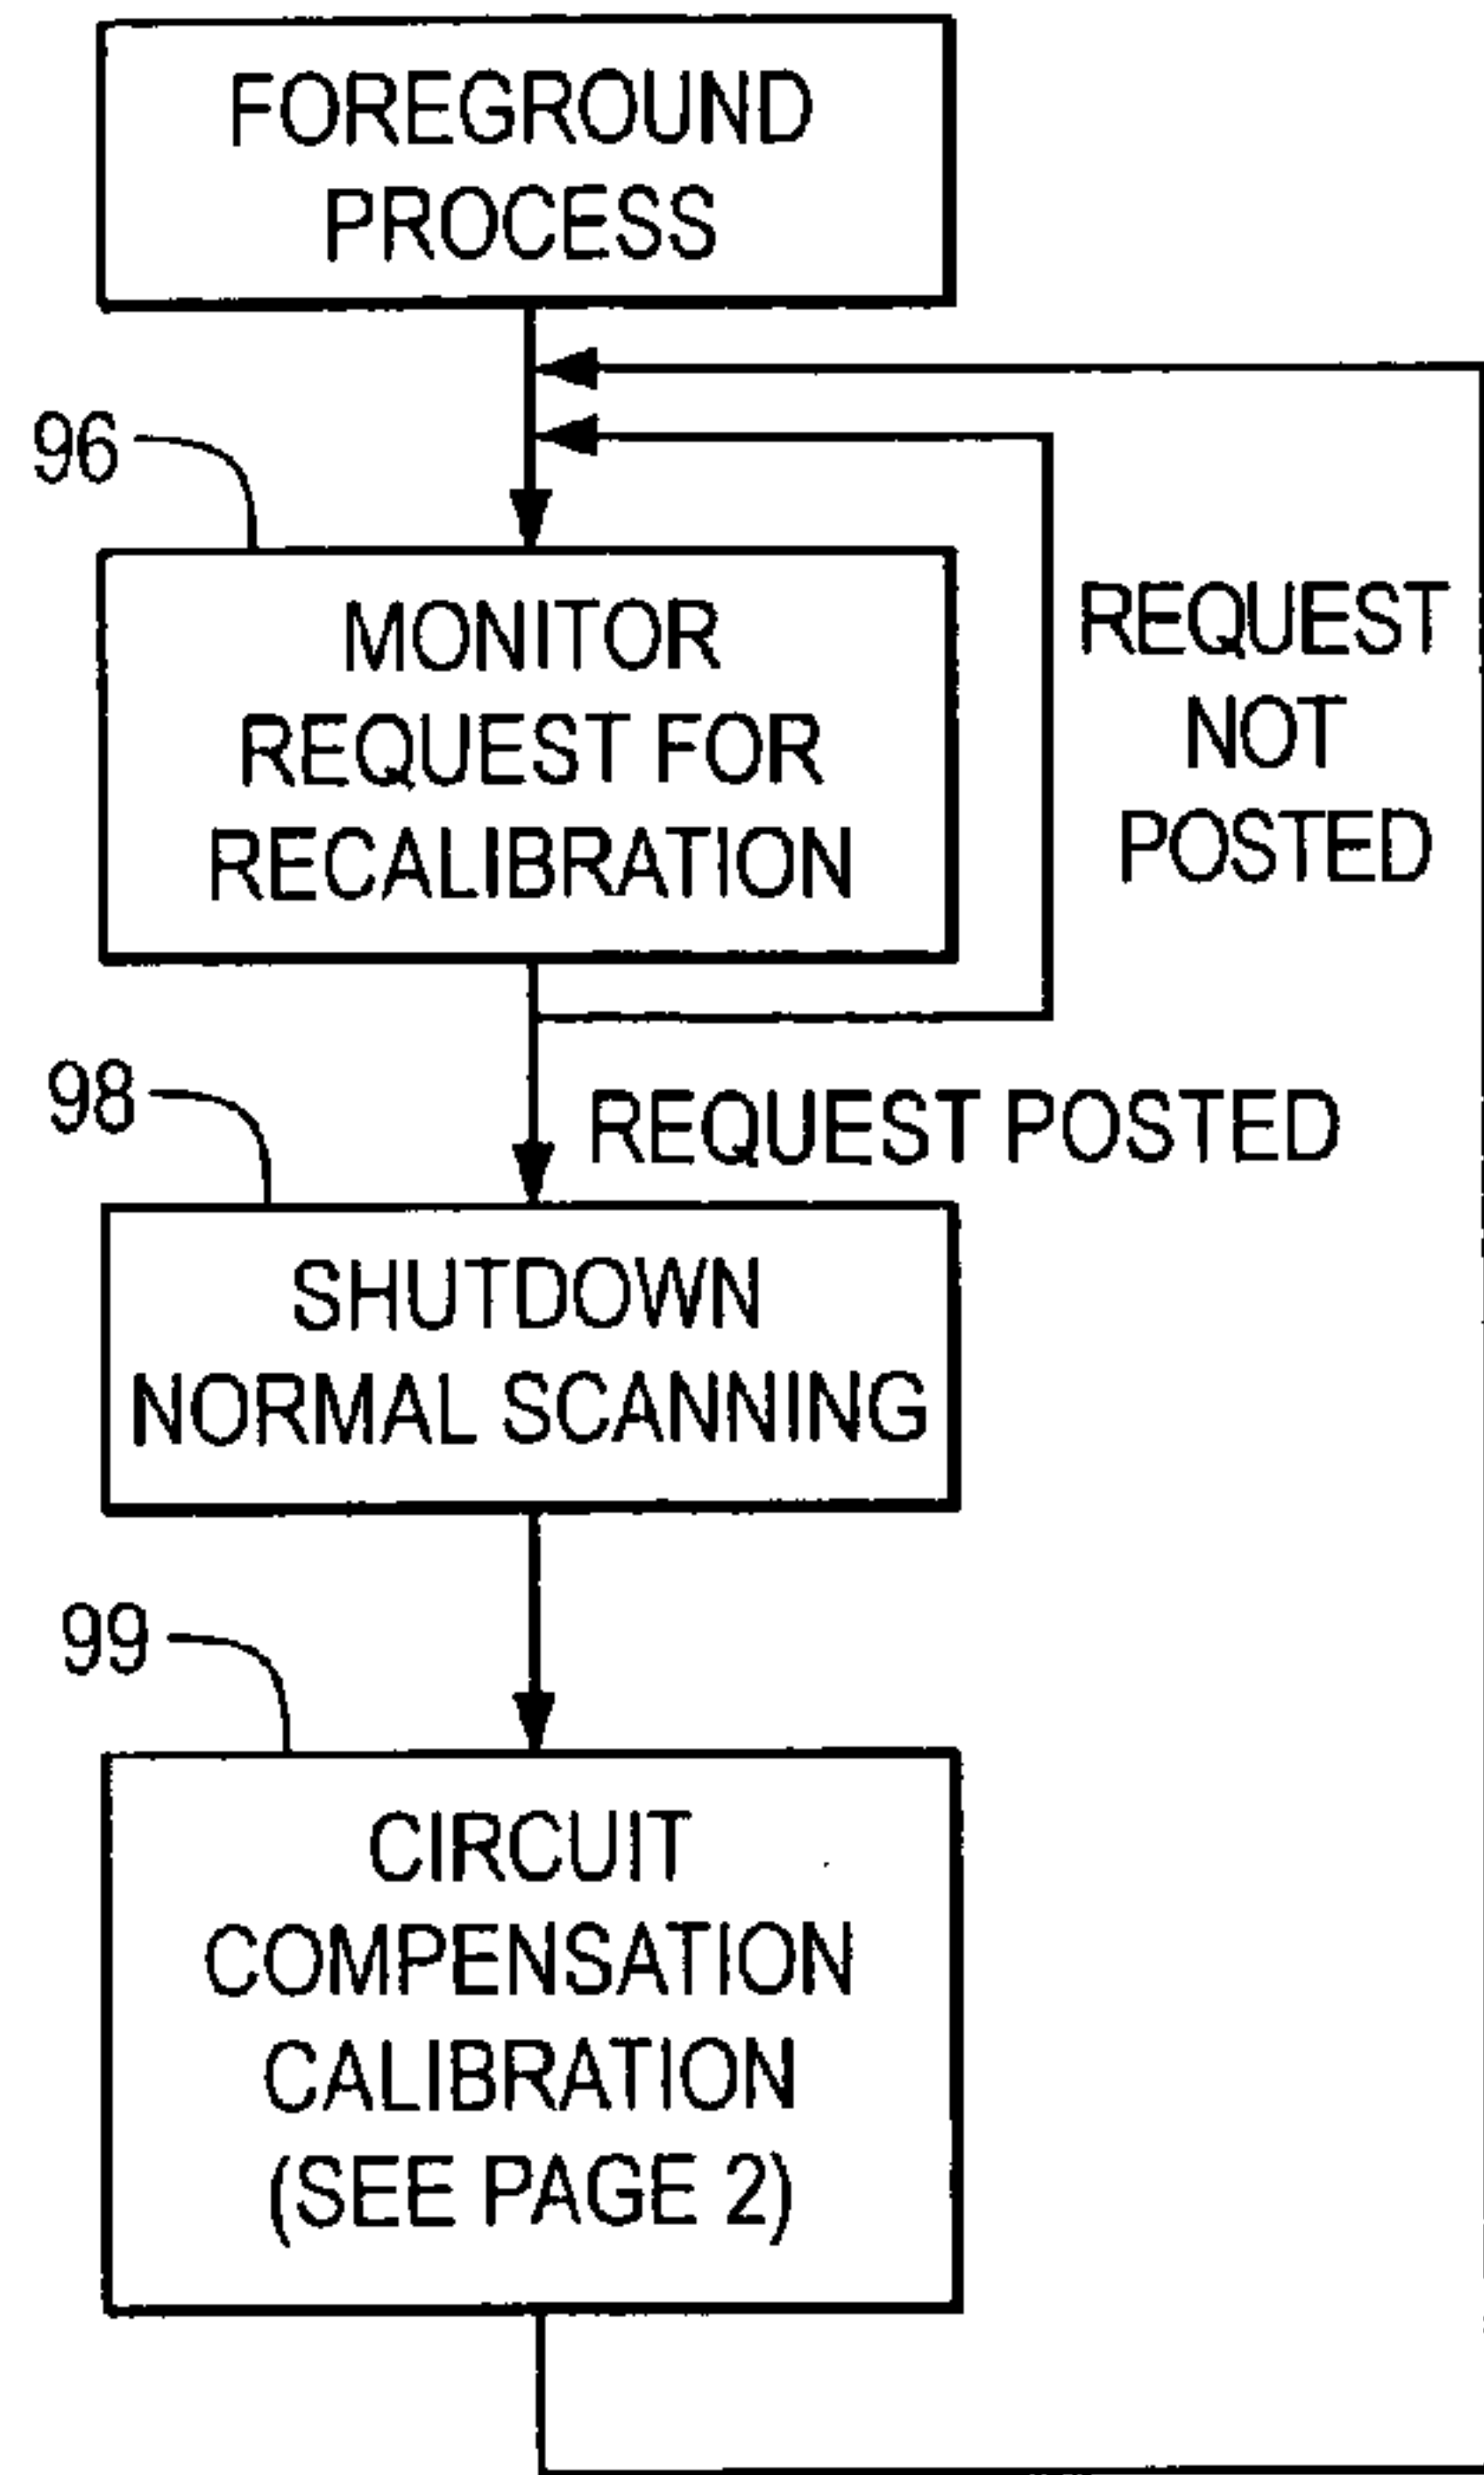 FOREGROUND
PROCESS
96
MONITOR
REQUEST FOR
RECALIBRATION
REQUEST
NOT
POSTED
98
REQUEST POSTED
SHUTDOWN
NORMAL SCANNING
99
CIRCUIT
COMPENSATION
CALIBRATION
(SEE PAGE 2)